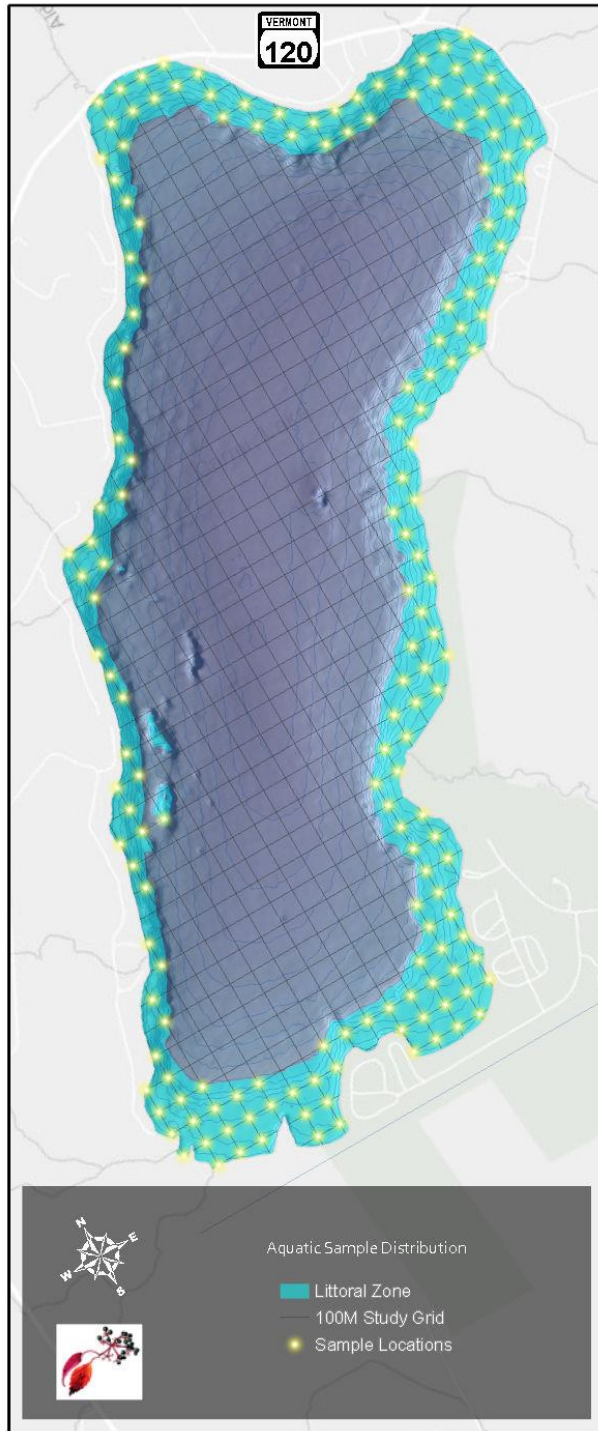 VERMONT
120
N
E
W
S
Aquatic Sample Distribution
Littoral Zone
100M Study Grid
Sample Locations